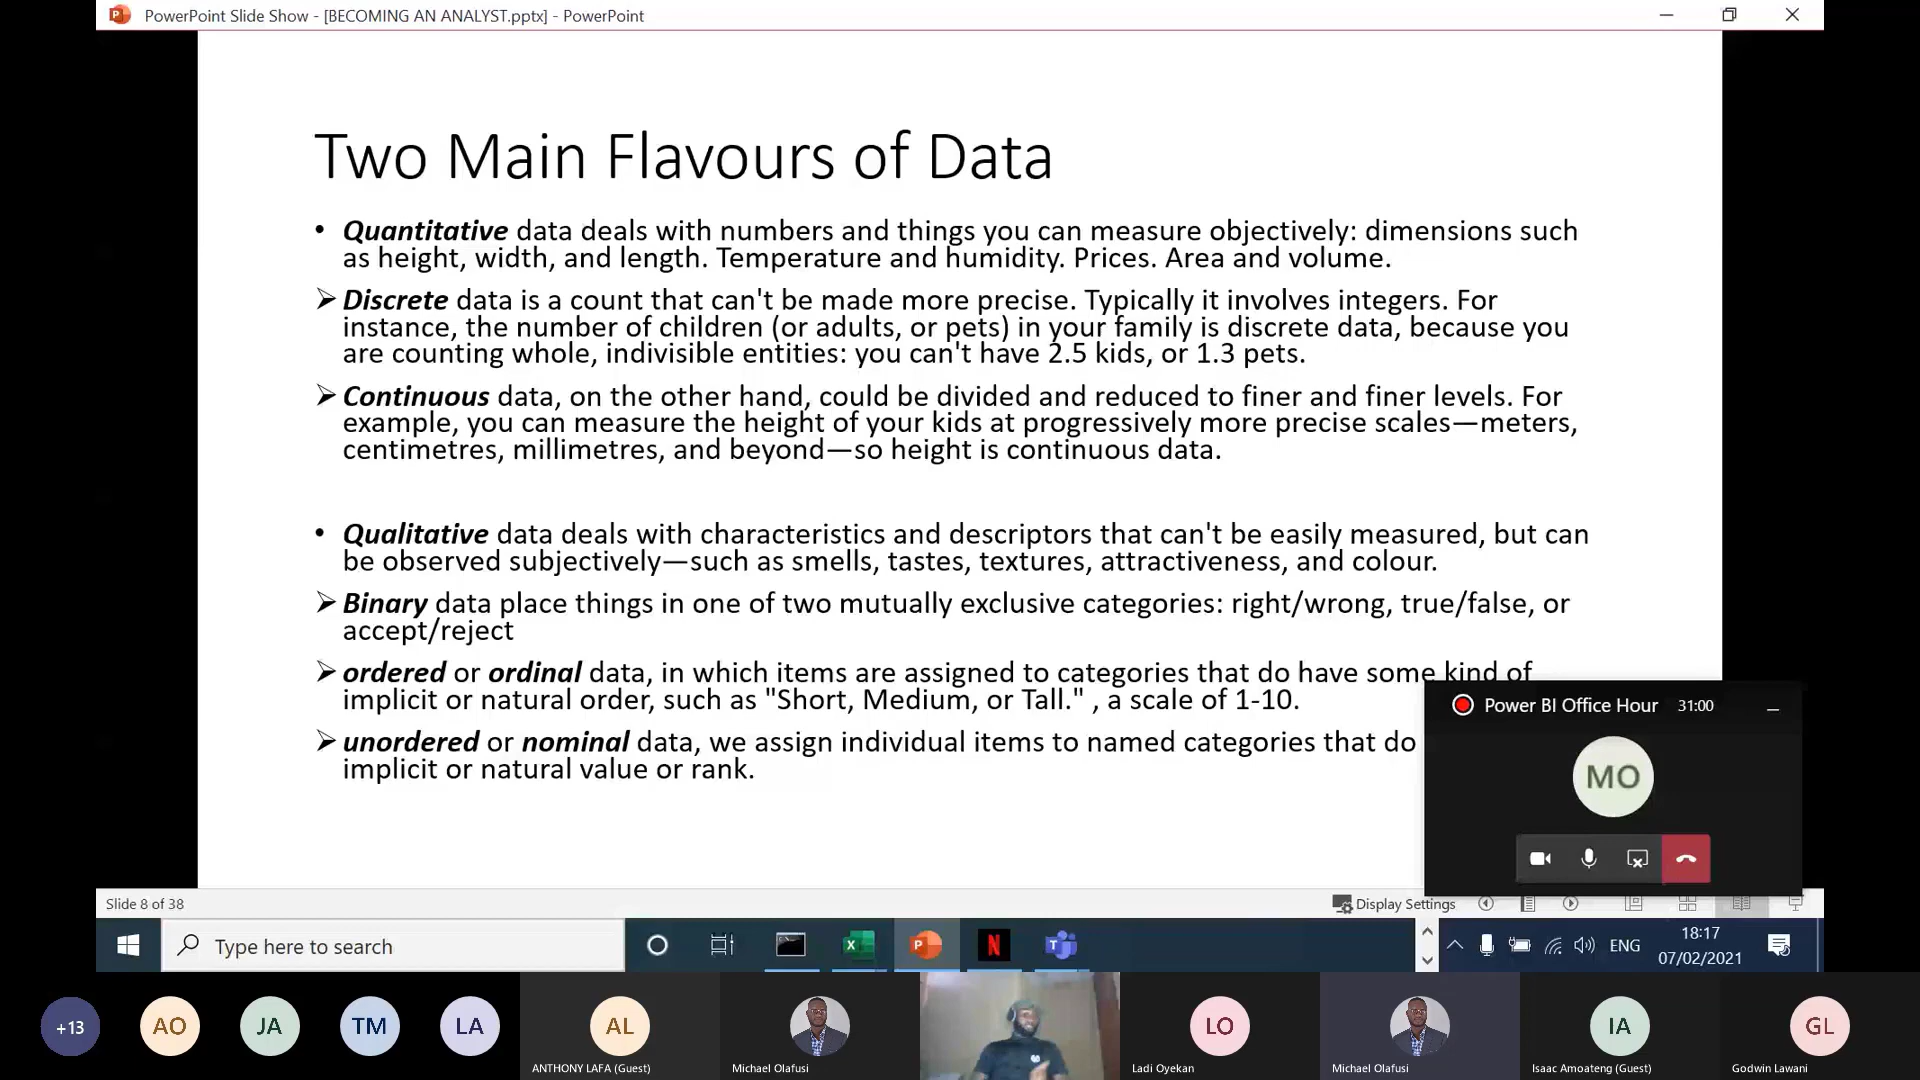 PowerPoint Slide Show - [BECOMING AN ANALYST.pptx] - PowerPoint
Two Main Flavours of Data
• Quantitative data deals with numbers and things you can measure objectively: dimensions such
as height, width, and length. Temperature and humidity. Prices. Area and volume.
Discrete data is a count that can't be made more precise. Typically it involves integers. For
instance, the number of children (or adults, or pets) in your family is discrete data, because you
are counting whole, indivisible entities: you can't have 2.5 kids, or 1.3 pets.
Continuous data, on the other hand, could be divided and reduced to finer and finer levels. For
example, you can measure the height of your kids at progressively more precise scales—meters,
centimetres, millimetres, and beyond—so height is continuous data.
• Qualitative data deals with characteristics and descriptors that can't be easily measured, but can
be observed subjectively—such as smells, tastes, textures, attractiveness, and colour.
Binary data place things in one of two mutually exclusive categories: right/wrong, true/false, or
accept/reject
ordered or ordinal data, in which items are assigned to categories that do have some kind of
implicit or natural order, such as "Short, Medium, or Tall." , a scale of 1-10.
unordered or nominal data, we assign individual items to named categories that do
implicit or natural value or rank.
Power BI Office Hour 31:00
MO
Slide 8 of 38
Display Settings
Type here to search
ENG
18:17
07/02/2021
+13
AO
JA
TM
LA
AL
LO
IA
GL
ANTHONY LAFA (Guest)
Michael Olafusi
Ladi Oyekan
Michael Olafusi
Isaac Amoateng (Guest)
Godwin Lawani